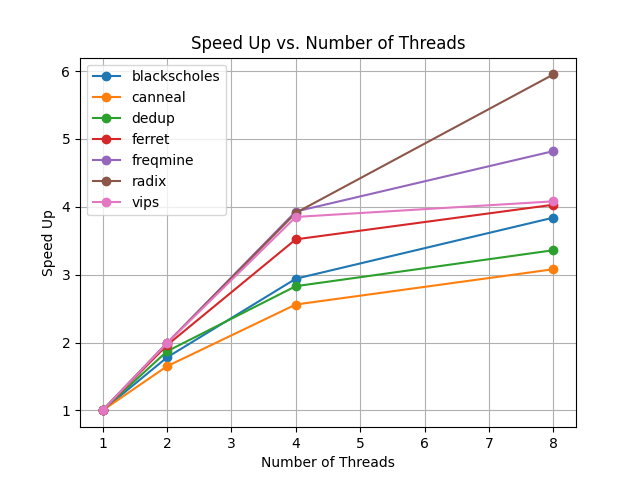 Speed Up vs. Number of Threads
blackscholes
canneal
dedup
ferret
freqmine
radix
vips
Speed Up
6
5
4
3
2
1
1 2 3 4 5 6 7 8
Number of Threads